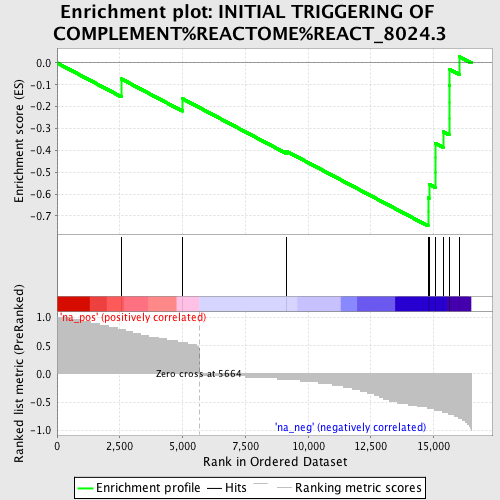 Enrichment plot: INITIAL TRIGGERING OF
COMPLEMENT%REACTOME%REACT_8024.3
Enrichment score (ES)
0.0
-0.1
-0.2
-0.3
-0.4
-0.5
-0.6
-0.7
Ranked list metric (PreRanked)
1.0
0.5
0.0
-0.5
-1.0
'na_pos' (positively correlated)
Zero cross at 5664
'na_neg' (negatively correlated)
0
2,500
5,000
7,500
10,000
12,500
15,000
Rank in Ordered Dataset
Enrichment profile
Hits
Ranking metric scores